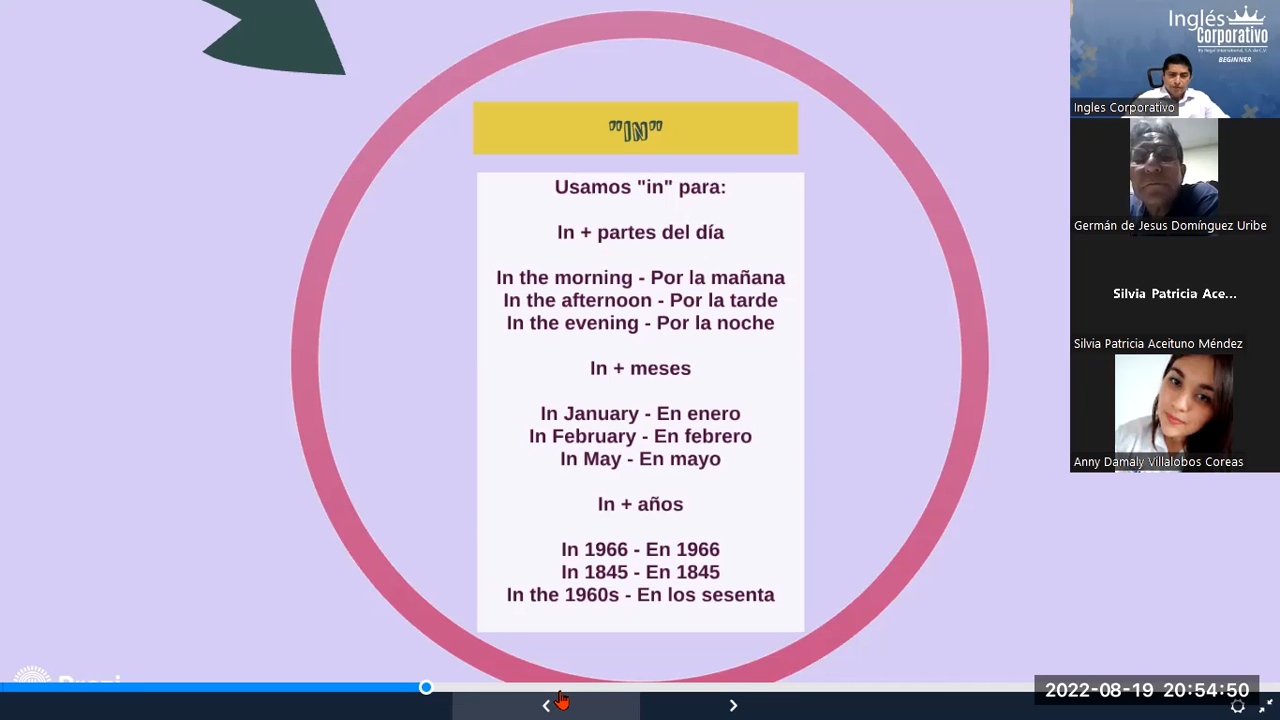 "IN"
Usamos "in" para:
In + partes del día
In the morning - Por la mañana
In the afternoon - Por la tarde
In the evening - Por la noche
In + meses
In January - En enero
In February - En febrero
In May - En mayo
In + años
In 1966 - En 1966
In 1845 - En 1845
In the 1960s - En los sesenta
Inglés
Corporativo
BEGINNER
Ingles Corporativo
Germán de Jesus Domínguez Uribe
Silvia Patricia Ace...
Silvia Patricia Aceituno Méndez
Anny Damaly Villalobos Coreas
2022-08-19 20:54:50